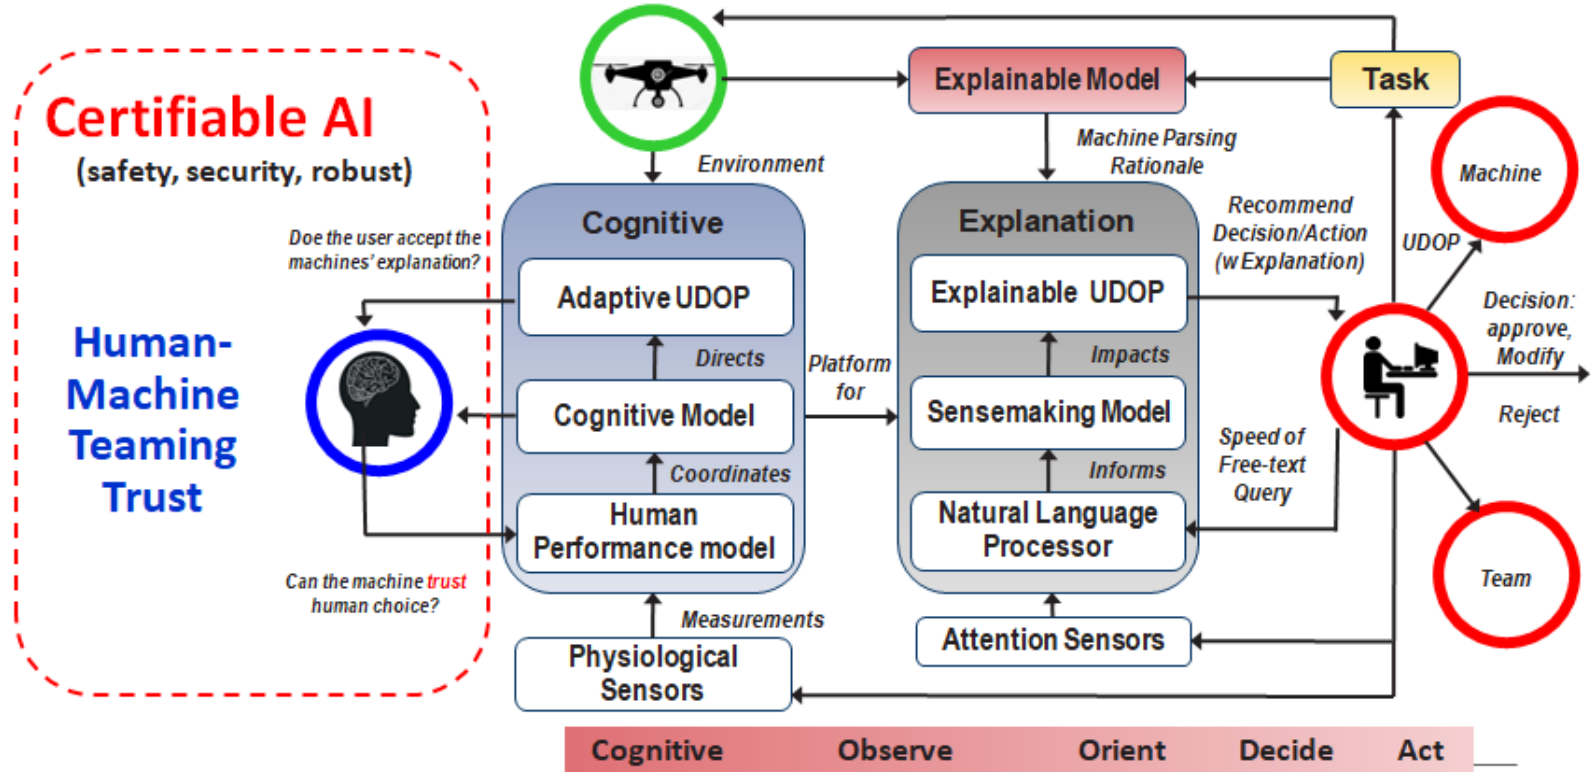 Certifiable AI
(safety, security, robust)
Doe the user accept the
machines' explanation?
Human-
Machine
Teaming
Trust
Can the machine trust
human choice?
Environment
Cognitive
Adaptive UDOP
Directs
Cognitive Model
Coordinates
Human
Performance model
Measurements
Physiological
Sensors
Platform
for
Explainable Model
Machine Parsing
Rationale
Explanation
Explainable UDOP
Impacts
Sensemaking Model
Informs
Natural Language
Processor
Attention Sensors
Task
Recommend
Decision/Action
(w Explanation)
Speed of
Free-text
Query
UDOP
Machine
Decision:
approve,
Modify
Reject
Team
Cognitive Observe Orient Decide Act